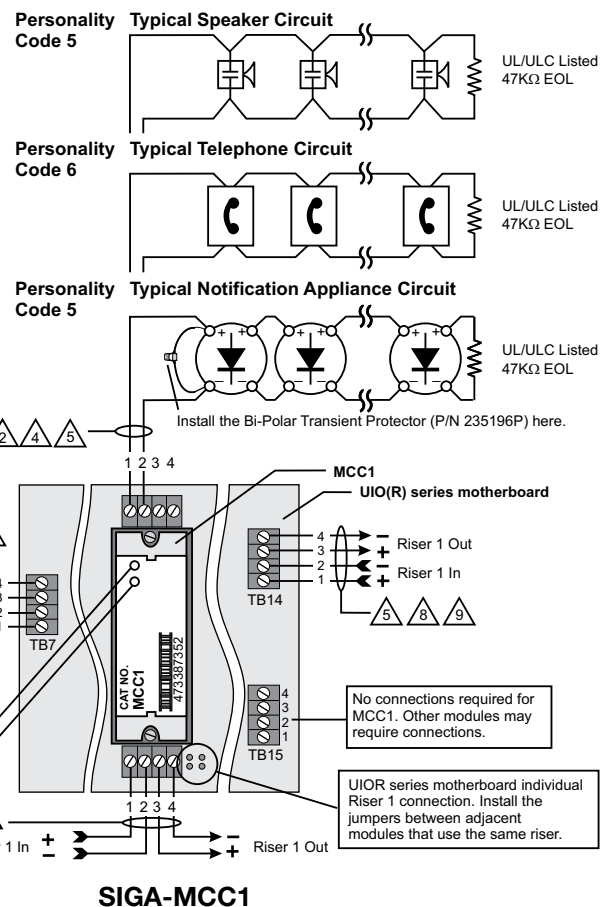 Personality Typical Speaker Circuit
Code 5
UL/ULC Listed
47KΩ EOL
Personality Typical Telephone Circuit
Code 6
UL/ULC Listed
47KΩ EOL
Personality Typical Notification Appliance Circuit
Code 5
+ + + + + +
UL/ULC Listed
47KΩ EOL
Install the Bi-Polar Transient Protector (P/N 235196P) here.
2 4 5
1 2 3 4
MCC1
UIO(R) series motherboard
4 − Riser 1 Out
3 +
2 − Riser 1 In
1 +
TB14
5 8 9
TB7
CAT NO.
MCC1
473387352
4
3
2
1
TB15
No connections required for
MCC1. Other modules may
require connections.
UIOR series motherboard individual
Riser 1 connection. Install the
jumpers between adjacent
modules that use the same riser.
1 2 3 4
1 In + −
− + Riser 1 Out
SIGA-MCC1